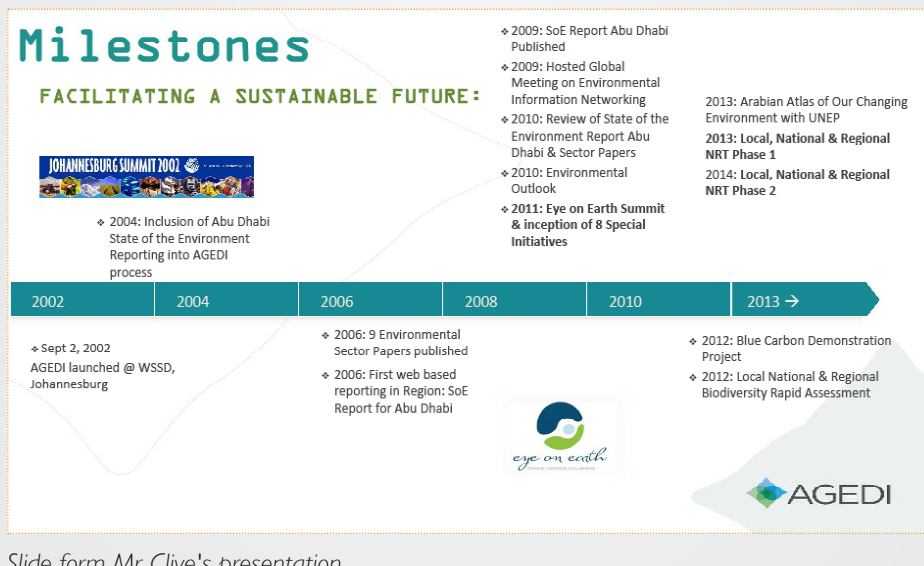 Milestones
FACILITATING A SUSTAINABLE FUTURE:
JOHANNESBURG SUMMIT 2002
❖ 2004: Inclusion of Abu Dhabi
State of the Environment
Reporting into AGEDI
process
❖ 2009: SoE Report Abu Dhabi
Published
❖ 2009: Hosted Global
Meeting on Environmental
Information Networking
❖ 2010: Review of State of the
Environment Report Abu
Dhabi & Sector Papers
❖ 2010: Environmental
Outlook
❖ 2011: Eye on Earth Summit
& inception of 8 Special
Initiatives
2013: Arabian Atlas of Our Changing
Environment with UNEP
2013: Local, National & Regional
NRT Phase 1
2014: Local, National & Regional
NRT Phase 2
2002 2004 2006 2008 2010 2013 →
❖ Sept 2, 2002
AGEDI launched @ WSSD,
Johannesburg
❖ 2006: 9 Environmental
Sector Papers published
❖ 2006: First web based
reporting in Region: SoE
Report for Abu Dhabi
eye on earth
❖ 2012: Blue Carbon Demonstration
Project
❖ 2012: Local National & Regional
Biodiversity Rapid Assessment
AGEDI
Slide form Mr Clive's presentation